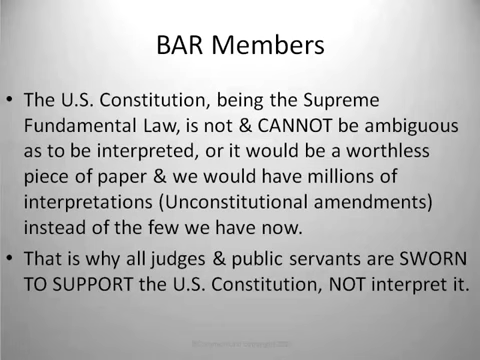 BAR Members
• The U.S. Constitution, being the Supreme
Fundamental Law, is not & CANNOT be ambiguous
as to be interpreted, or it would be a worthless
piece of paper & we would have millions of
interpretations (Unconstitutional amendments)
instead of the few we have now.
• That is why all judges & public servants are SWORN
TO SUPPORT the U.S. Constitution, NOT interpret it.